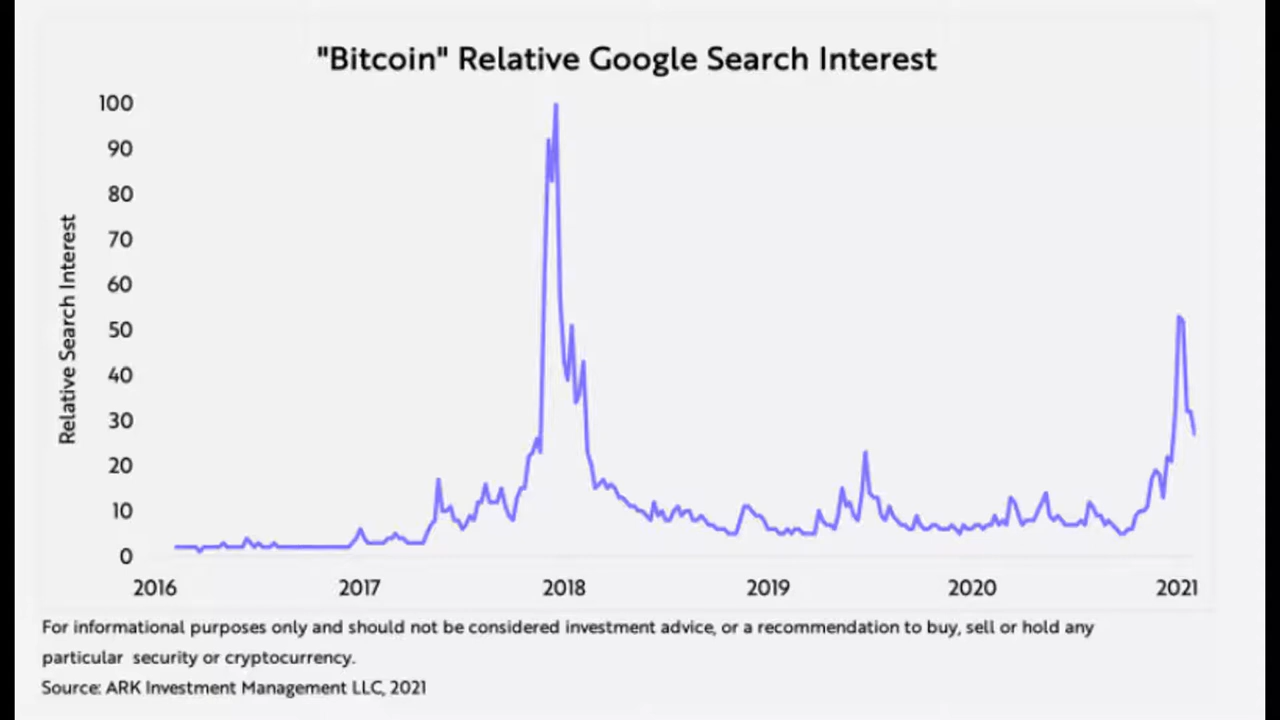 "Bitcoin" Relative Google Search Interest
Relative Search Interest
100
90
80
70
60
50
40
30
20
10
0
2016 2017 2018 2019 2020 2021
For informational purposes only and should not be considered investment advice, or a recommendation to buy, sell or hold any
particular security or cryptocurrency.
Source: ARK Investment Management LLC, 2021